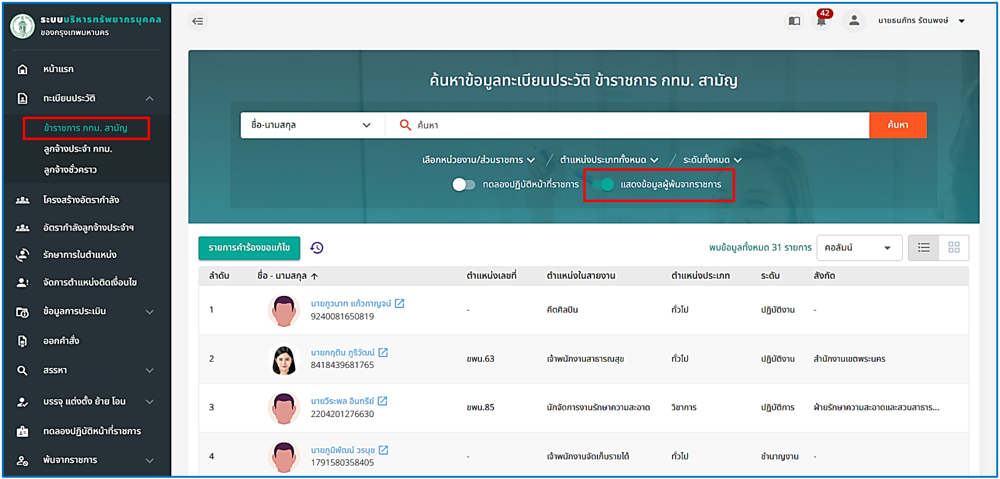 ระบบบริหารทรัพยากรบุคคล
ของกรุงเทพมหานคร
หน้าแรก
ทะเบียนประวัติ
ข้าราชการ กทม. สามัญ
ลูกจ้างประจำ กทม.
ลูกจ้างชั่วคราว
โครงสร้างอัตรากำลัง
อัตรากำลังลูกจ้างประจำฯ
รักษาการในตำแหน่ง
จัดการตำแหน่งติดเงื่อนไข
ข้อมูลการประเมิน
ออกคำสั่ง
สรรหา
บรรจุ แต่งตั้ง ย้าย โอน
ทดลองปฏิบัติหน้าที่ราชการ
พ้นจากราชการ
42
นายธนภัทร รัตนพงษ์
ค้นหาข้อมูลทะเบียนประวัติ ข้าราชการ กทม. สามัญ
ชื่อ-นามสกุล ค้นหา ค้นหา
เลือกหน่วยงาน/ส่วนราชการ / ตำแหน่งประเภททั้งหมด / ระดับทั้งหมด
ทดลองปฏิบัติหน้าที่ราชการ แสดงข้อมูลผู้พ้นจากราชการ
รายการคำร้องขอแก้ไข พบข้อมูลทั้งหมด 31 รายการ คอลัมน์
ลำดับ ชื่อ - นามสกุล ตำแหน่งเลขที่ ตำแหน่งในสายงาน ตำแหน่งประเภท ระดับ สังกัด
1 นายภูวนาท แก้วกาญจน์ - คีตศิลปิน ทั่วไป ปฏิบัติงาน -
9240081650819
2 นายกฤติน ภูริวัฒน์ ขพน.63 เจ้าพนักงานสาธารณสุข ทั่วไป ปฏิบัติงาน สำนักงานเขตพระนคร
8418439681765
3 นายวีระพล อินทรีย์ ขพน.85 นักจัดการงานรักษาความสะอาด วิชาการ ปฏิบัติการ ฝ่ายรักษาความสะอาดและสวนสาธาร...
2204201276630
4 นายภูมิพัฒน์ วรนุช - เจ้าพนักงานจัดเก็บรายได้ ทั่วไป ชำนาญงาน -
1791580358405